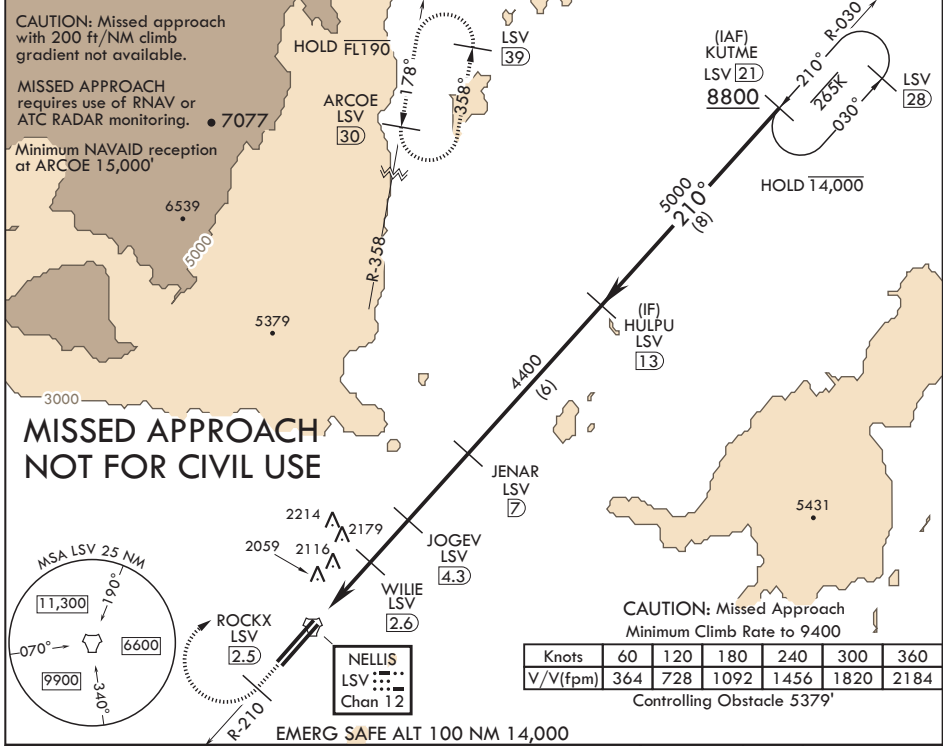 CAUTION: Missed approach
with 200 ft/NM climb
gradient not available.
MISSED APPROACH
requires use of RNAV or
ATC RADAR monitoring.
7077
Minimum NAVAID reception
at ARCOE 15,000'
HOLD FL190
178°
358°
LSV
39
ARCOE
LSV
30
R-358
(IAF)
KUTME
LSV 21
8800
R-030
210°
265K
030°
LSV
28
HOLD 14,000
6539
5000
5379
3000
5000
210°
(8)
(IF)
HULPU
LSV
13
4400
(6)
MISSED APPROACH
NOT FOR CIVIL USE
JENAR
LSV
7
5431
2214
2179
2059
2116
JOGEV
LSV
4.3
WILIE
LSV
2.6
MSA LSV 25 NM
190°
11,300
070°
6600
9900
340°
ROCKX
LSV
2.5
R-210
NELLIS
LSV
Chan 12
CAUTION: Missed Approach
Minimum Climb Rate to 9400
Knots 60 120 180 240 300 360
V/V(fpm) 364 728 1092 1456 1820 2184
Controlling Obstacle 5379'
EMERG SAFE ALT 100 NM 14,000